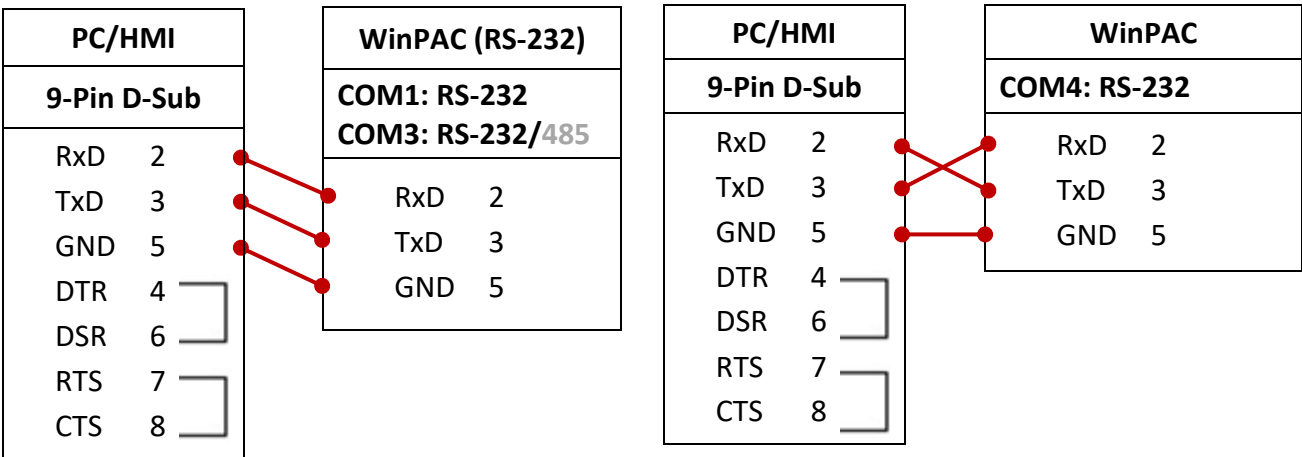 PC/HMI
9-Pin D-Sub
RxD 2
TxD 3
GND 5
DTR 4
DSR 6
RTS 7
CTS 8
WinPAC (RS-232)
COM1: RS-232
COM3: RS-232/485
RxD 2
TxD 3
GND 5
PC/HMI
9-Pin D-Sub
RxD 2
TxD 3
GND 5
DTR 4
DSR 6
RTS 7
CTS 8
WinPAC
COM4: RS-232
RxD 2
TxD 3
GND 5